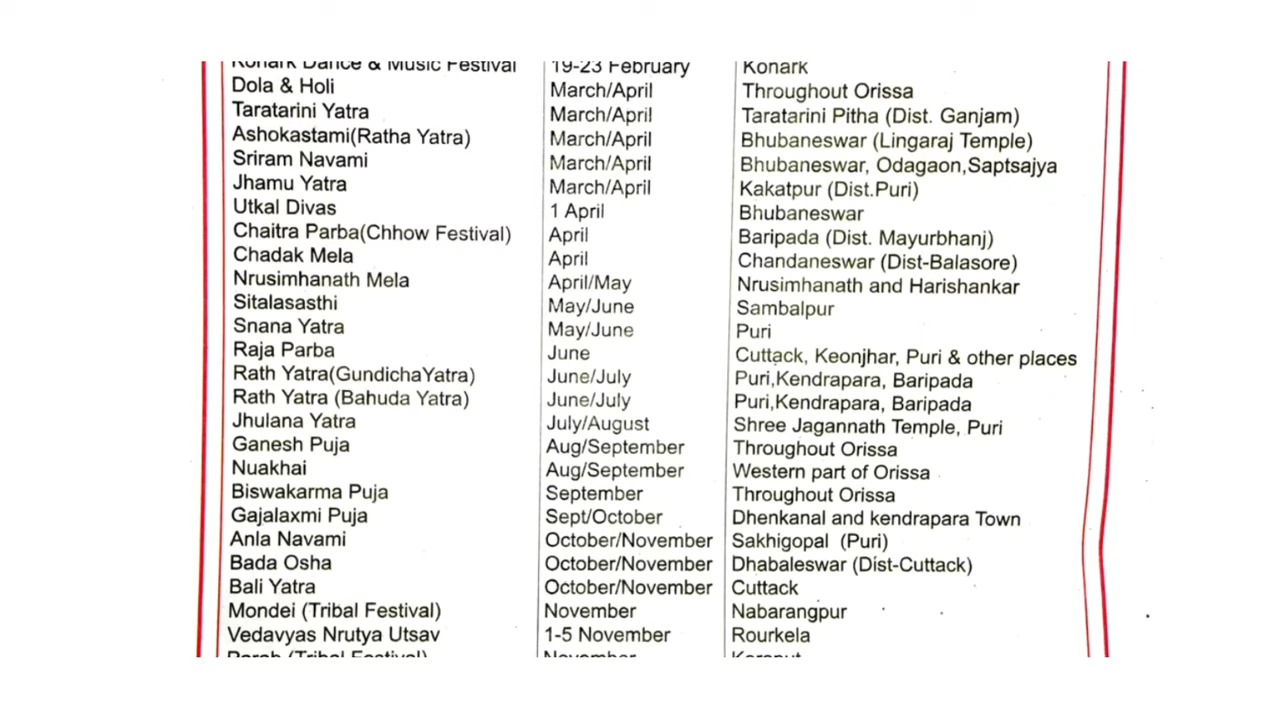 Konark Dance & Music Festival 19-23 February Konark
Dola & Holi March/April Throughout Orissa
Taratarini Yatra March/April Taratarini Pitha (Dist. Ganjam)
Ashokastami(Ratha Yatra) March/April Bhubaneswar (Lingaraj Temple)
Sriram Navami March/April Bhubaneswar, Odagaon,Saptsajya
Jhamu Yatra March/April Kakatpur (Dist.Puri)
Utkal Divas 1 April Bhubaneswar
Chaitra Parba(Chhow Festival) April Baripada (Dist. Mayurbhanj)
Chadak Mela April Chandaneswar (Dist-Balasore)
Nrusimhanath Mela April/May Nrusimhanath and Harishankar
Sitalasasthi May/June Sambalpur
Snana Yatra May/June Puri
Raja Parba June Cuttack, Keonjhar, Puri & other places
Rath Yatra(GundichaYatra) June/July Puri,Kendrapara, Baripada
Rath Yatra (Bahuda Yatra) June/July Puri,Kendrapara, Baripada
Jhulana Yatra July/August Shree Jagannath Temple, Puri
Ganesh Puja Aug/September Throughout Orissa
Nuakhai Aug/September Western part of Orissa
Biswakarma Puja September Throughout Orissa
Gajalaxmi Puja Sept/October Dhenkanal and kendrapara Town
Anla Navami October/November Sakhigopal (Puri)
Bada Osha October/November Dhabaleswar (Dist-Cuttack)
Bali Yatra October/November Cuttack
Mondei (Tribal Festival) November Nabarangpur
Vedavyas Nrutya Utsav 1-5 November Rourkela
Parab (Tribal Festival) November Koraput